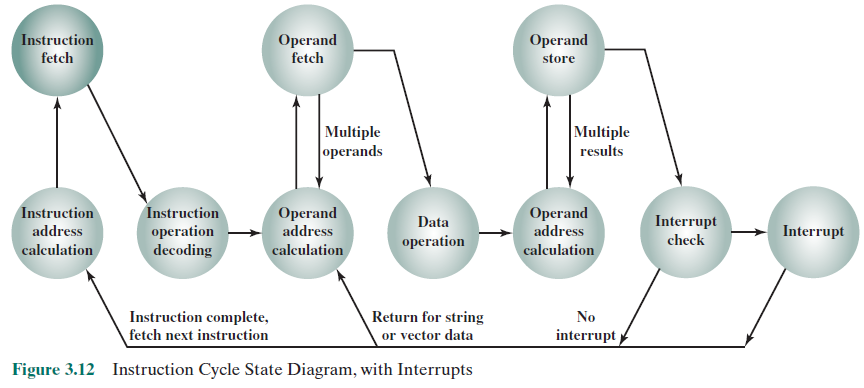 Instruction
fetch
Operand
fetch
Operand
store
Multiple
operands
Multiple
results
Instruction
address
calculation
Instruction
operation
decoding
Operand
address
calculation
Data
operation
Operand
address
calculation
Interrupt
check
Interrupt
Instruction complete,
fetch next instruction
Return for string
or vector data
No
interrupt
Figure 3.12 Instruction Cycle State Diagram, with Interrupts